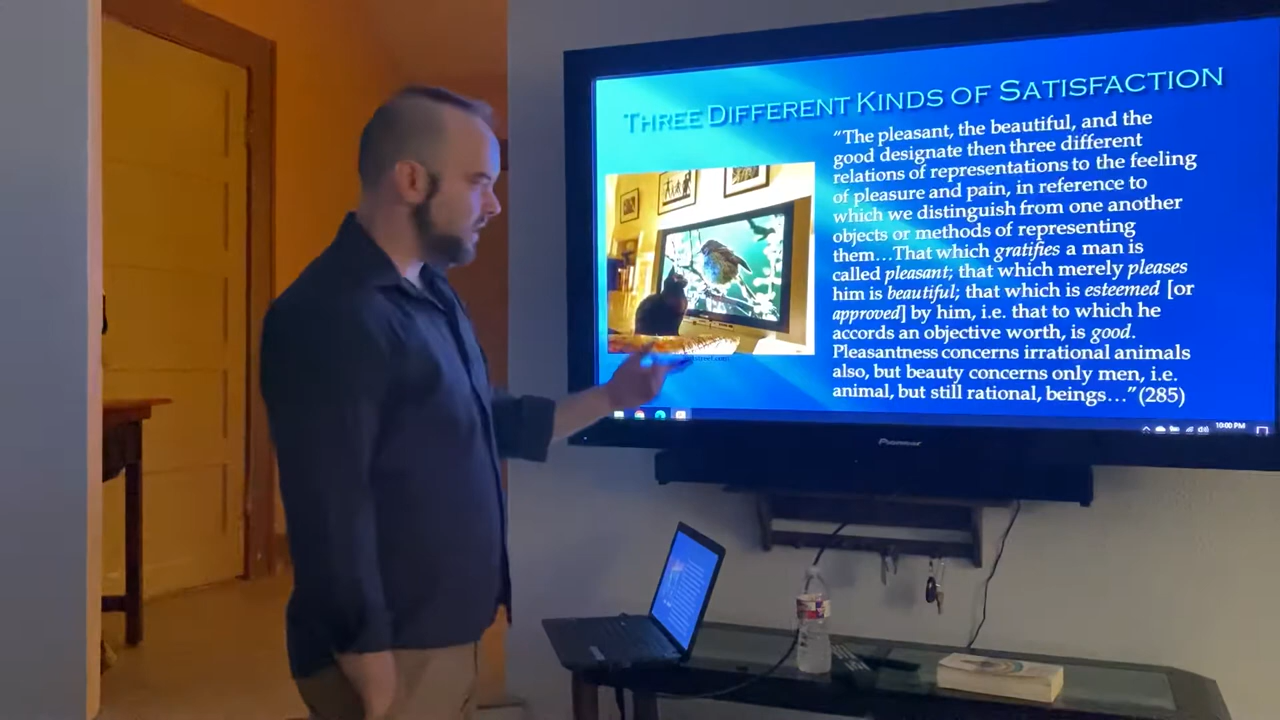 THREE DIFFERENT KINDS OF SATISFACTION
“The pleasant, the beautiful, and the
good designate then three different
relations of representations to the feeling
of pleasure and pain, in reference to
which we distinguish from one another
objects or methods of representing
them…That which gratifies a man is
called pleasant; that which merely pleases
him is beautiful; that which is esteemed [or
approved] by him, i.e. that to which he
accords an objective worth, is good.
Pleasantness concerns irrational animals
also, but beauty concerns only men, i.e.
animal, but still rational, beings…”(285)
10:00 PM
Pioneer